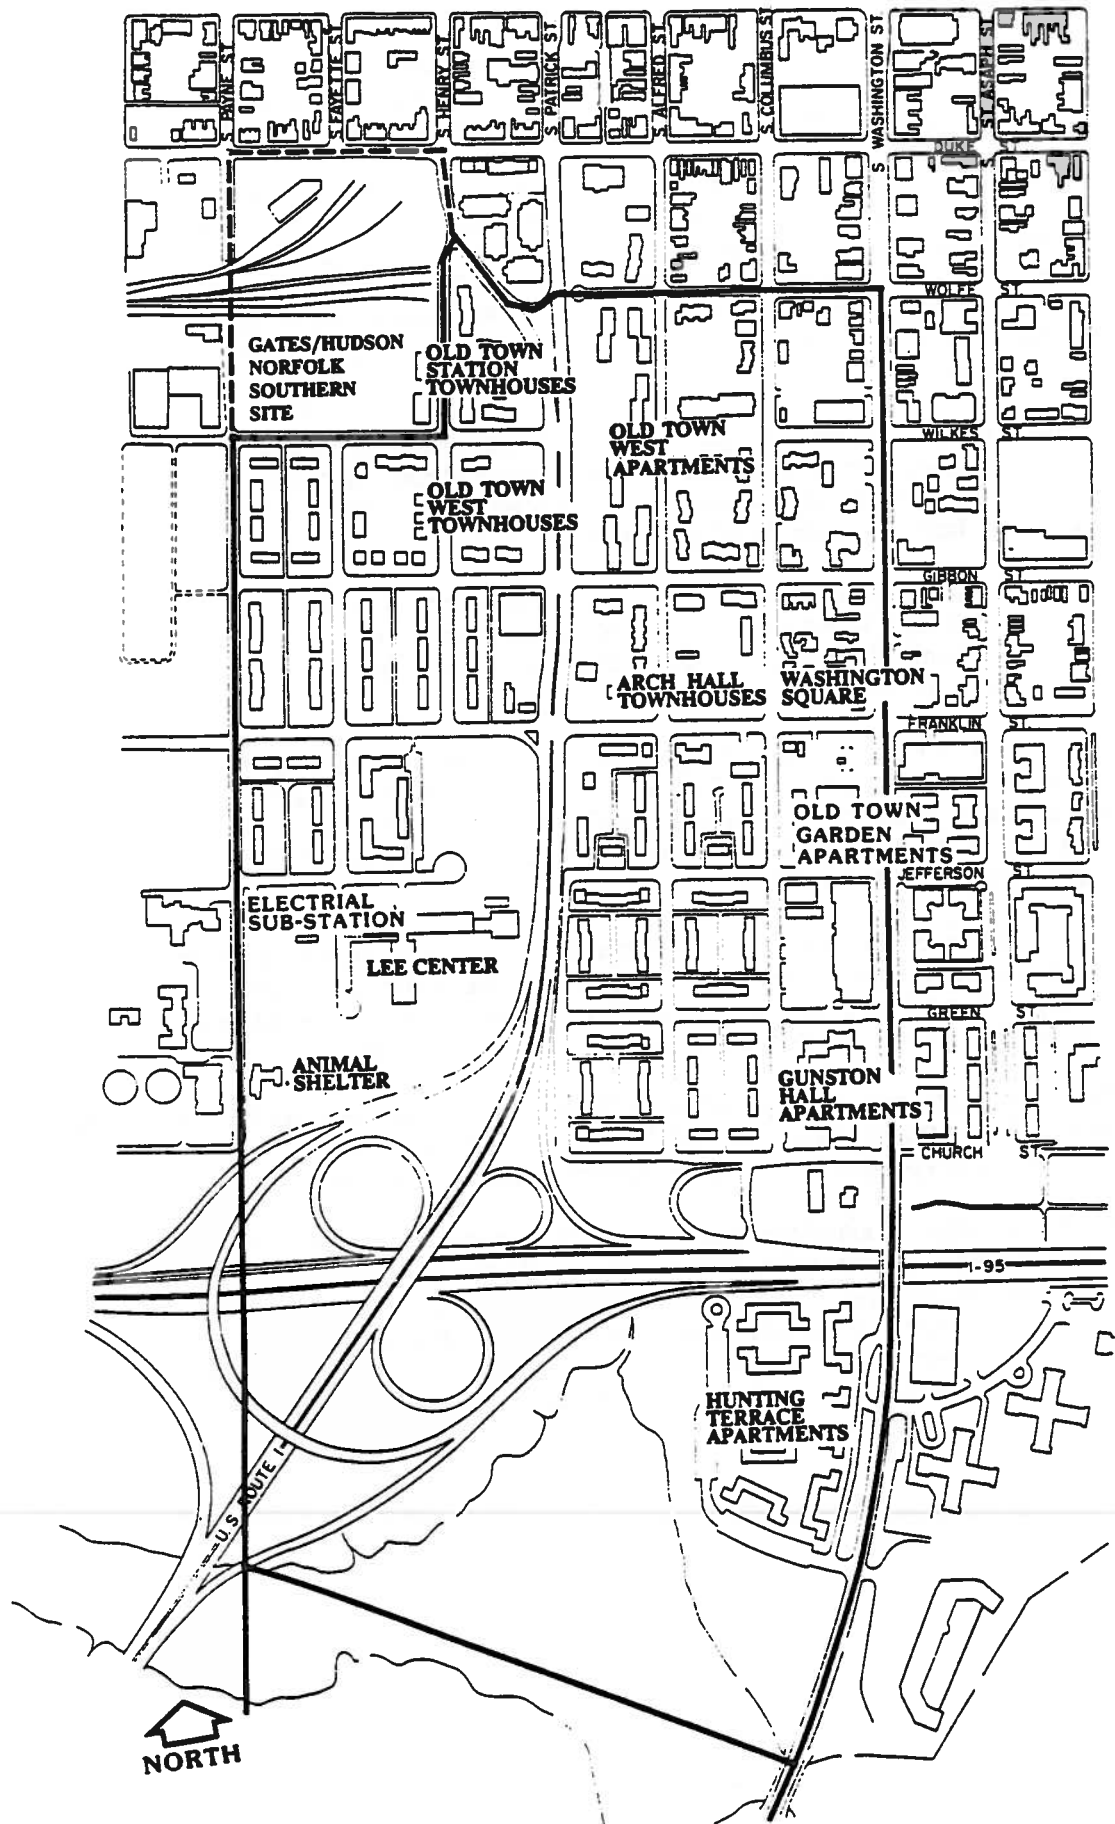 S. PAYNE ST.
S. FAYETTE ST.
S. HENRY ST.
S. PATRICK ST.
S. ALFRED ST.
S. COLUMBUS ST
S WASHINGTON ST.
S ST. ASAPH ST.
DUKE ST
WOLFE ST.
GATES/HUDSON
NORFOLK
SOUTHERN
SITE
OLD TOWN
STATION
TOWNHOUSES
OLD TOWN
WEST
APARTMENTS
WILKES ST.
OLD TOWN
WEST
TOWNHOUSES
GIBBON ST
ARCH HALL
TOWNHOUSES
WASHINGTON
SQUARE
FRANKLIN ST.
OLD TOWN
GARDEN
APARTMENTS
JEFFERSON ST.
ELECTRIAL
SUB-STATION
LEE CENTER
GREEN ST
ANIMAL
SHELTER
GUNSTON
HALL
APARTMENTS
CHURCH ST.
I-95
HUNTING
TERRACE
APARTMENTS
U.S ROUTE 1
NORTH